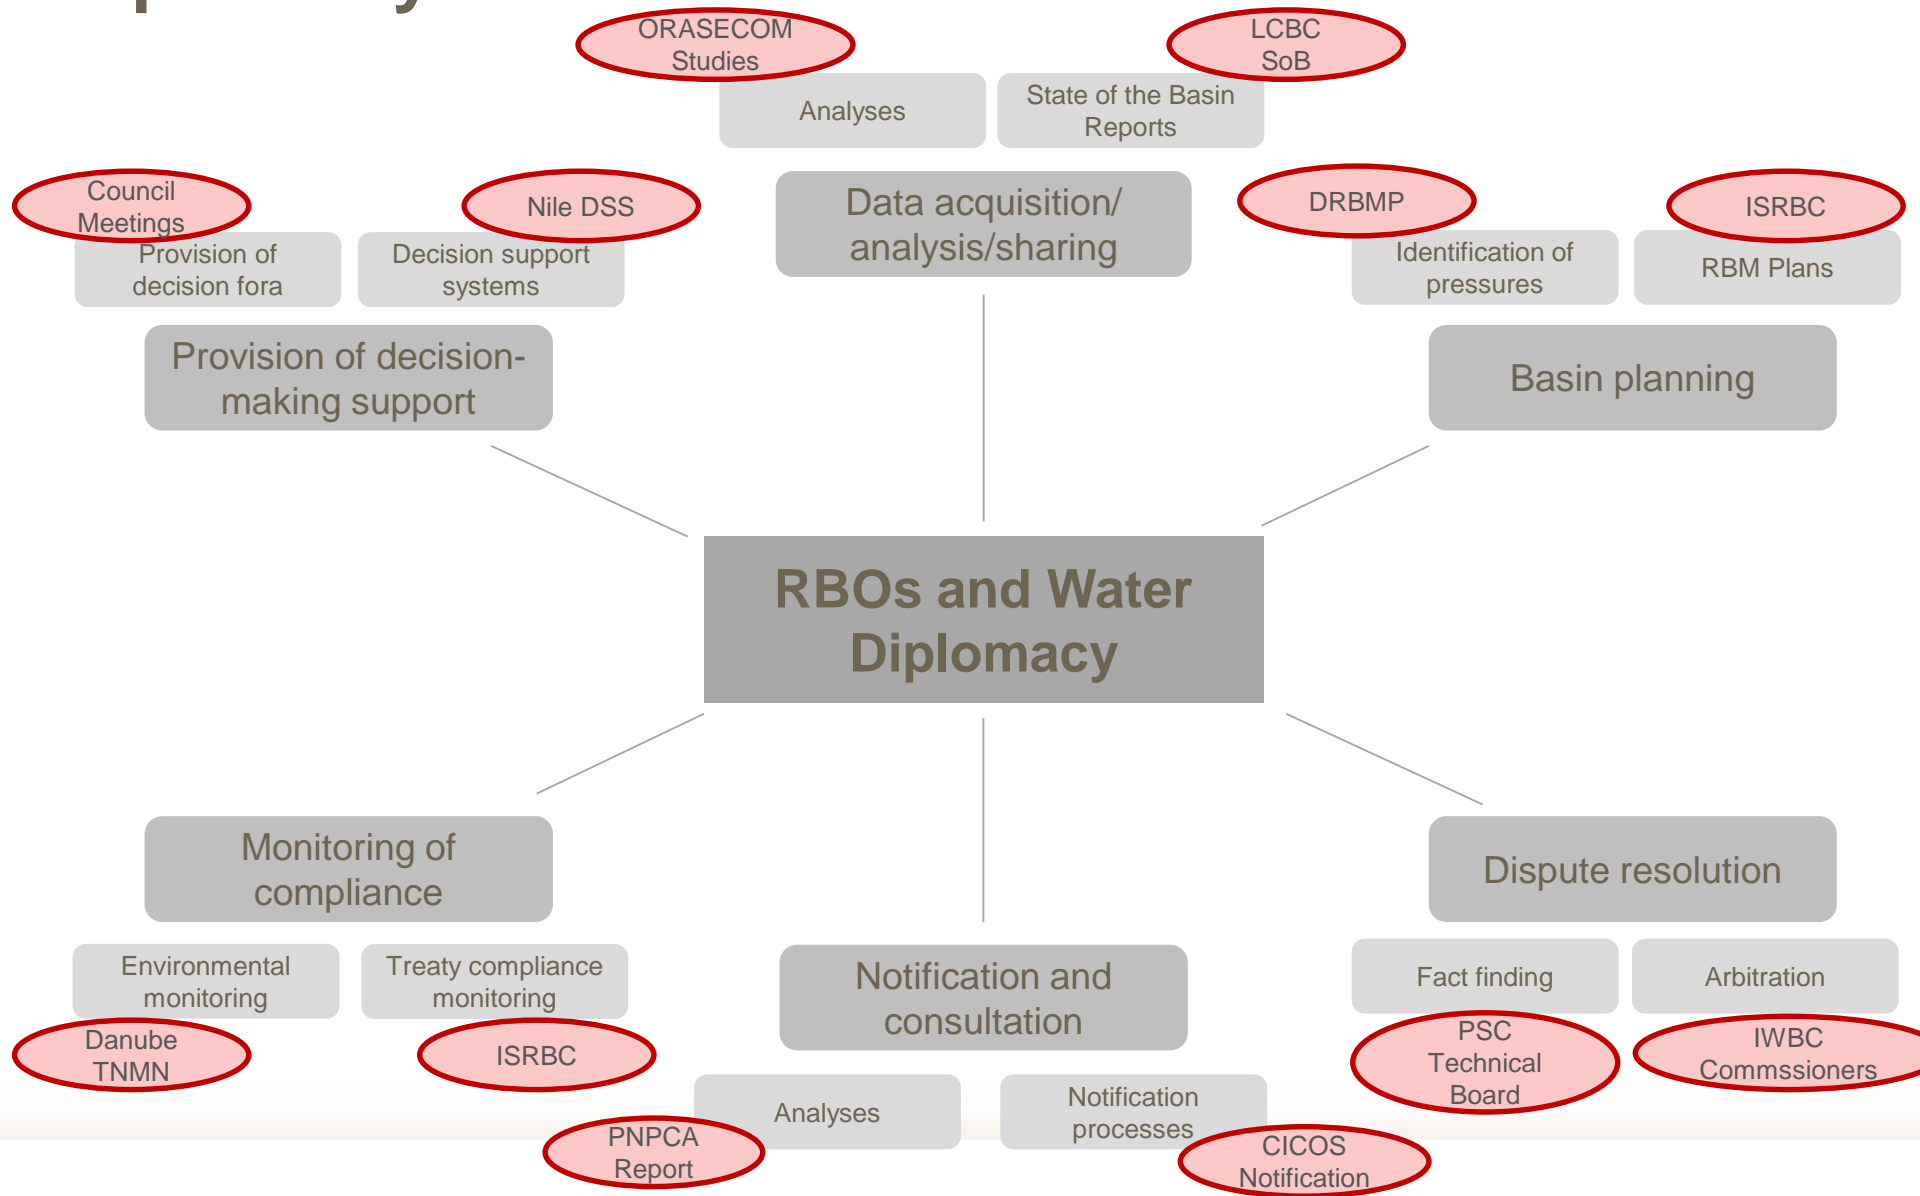 ORASECOM
Studies
LCBC
SoB
Analyses
State of the Basin
Reports
Council
Meetings
Nile DSS
Data acquisition/
analysis/sharing
DRBMP
ISRBC
Provision of
decision fora
Decision support
systems
Identification of
pressures
RBM Plans
Provision of decision-
making support
Basin planning
RBOs and Water
Diplomacy
Monitoring of
compliance
Dispute resolution
Environmental
monitoring
Treaty compliance
monitoring
Notification and
consultation
Fact finding
Arbitration
Danube
TNMN
ISRBC
PSC
Technical
Board
IWBC
Commssioners
Analyses
Notification
processes
PNPCA
Report
CICOS
Notification